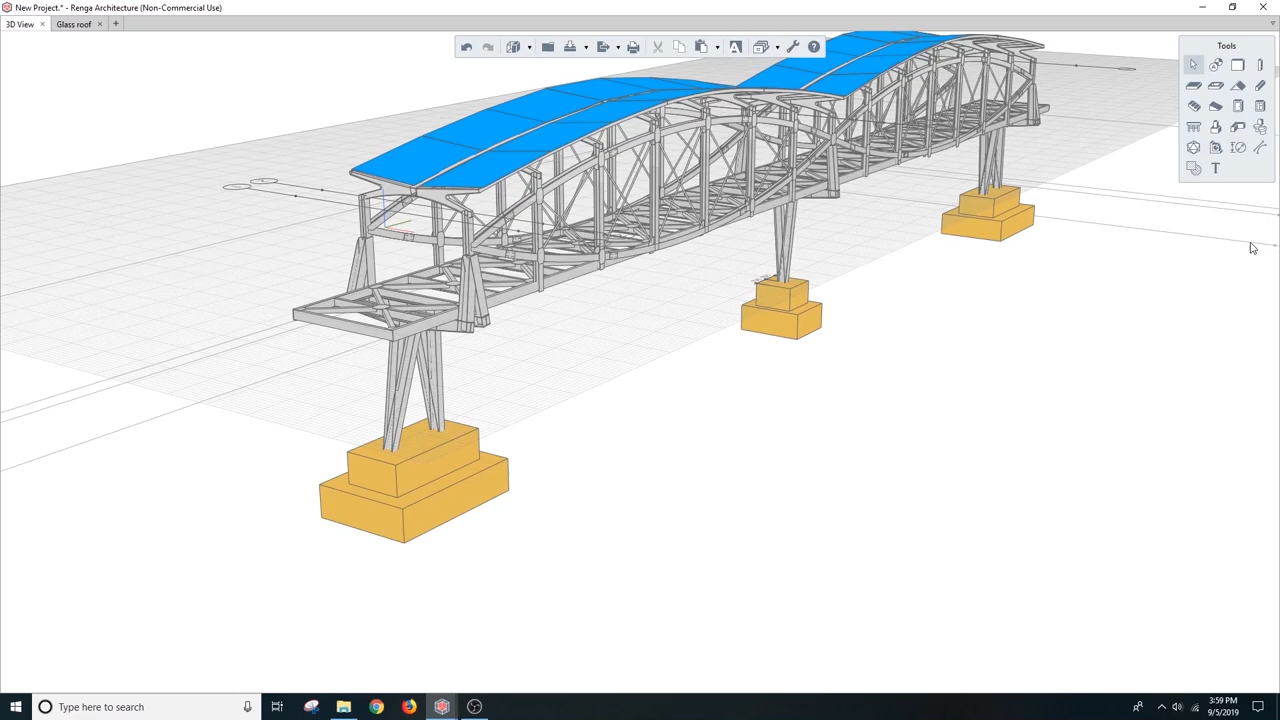 New Project.* - Renga Architecture (Non-Commercial Use)
3D View
Glass roof
Tools
Type here to search
3:59 PM
9/5/2019